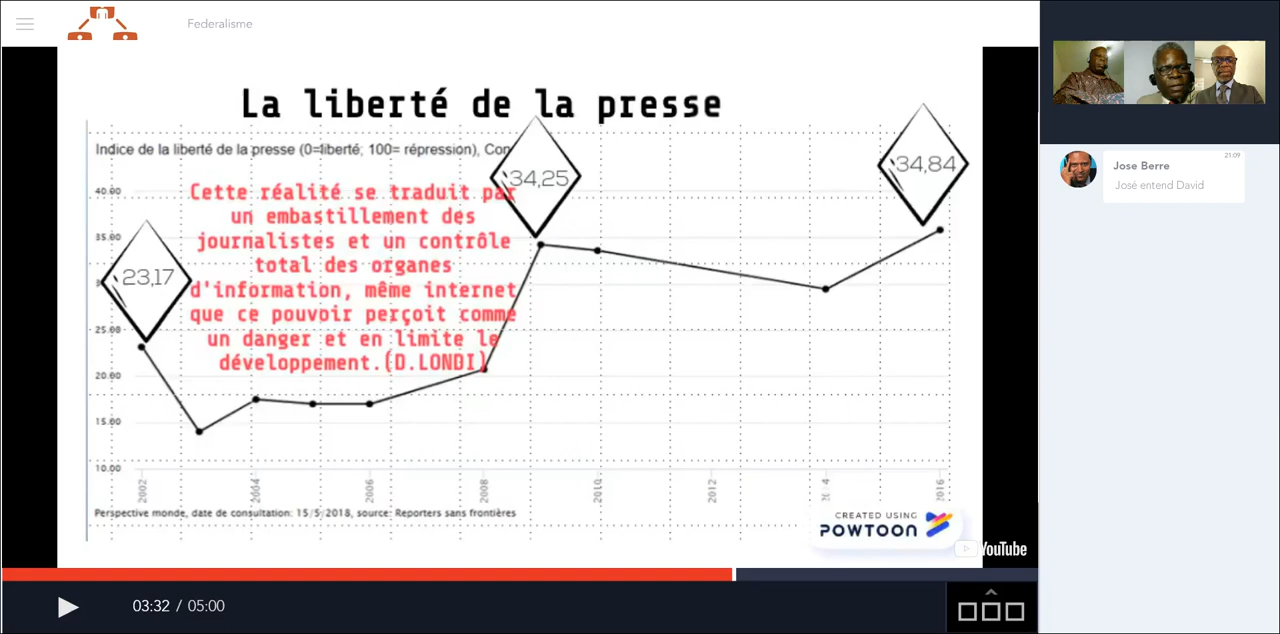 Federalisme
La liberté de la presse
Indice de la liberté de la presse (0=liberté; 100= répression), Con
34,25
34,84
23,17
Cette réalité se traduit par
un embastillement des
journalistes et un contrôle
total des organes
d'information, même internet
que ce pouvoir perçoit comme
un danger et en limite le
développement.(D.LONDI)
40.00
35.00
25.00
20.00
15.00
10.00
2002
2004
2006
2008
2010
2012
2016
Perspective monde, date de consultation: 15/5/2018, source: Reporters sans frontières
CREATED USING
POWTOON
YouTube
03:32 / 05:00
Jose Berre
21:09
José entend David